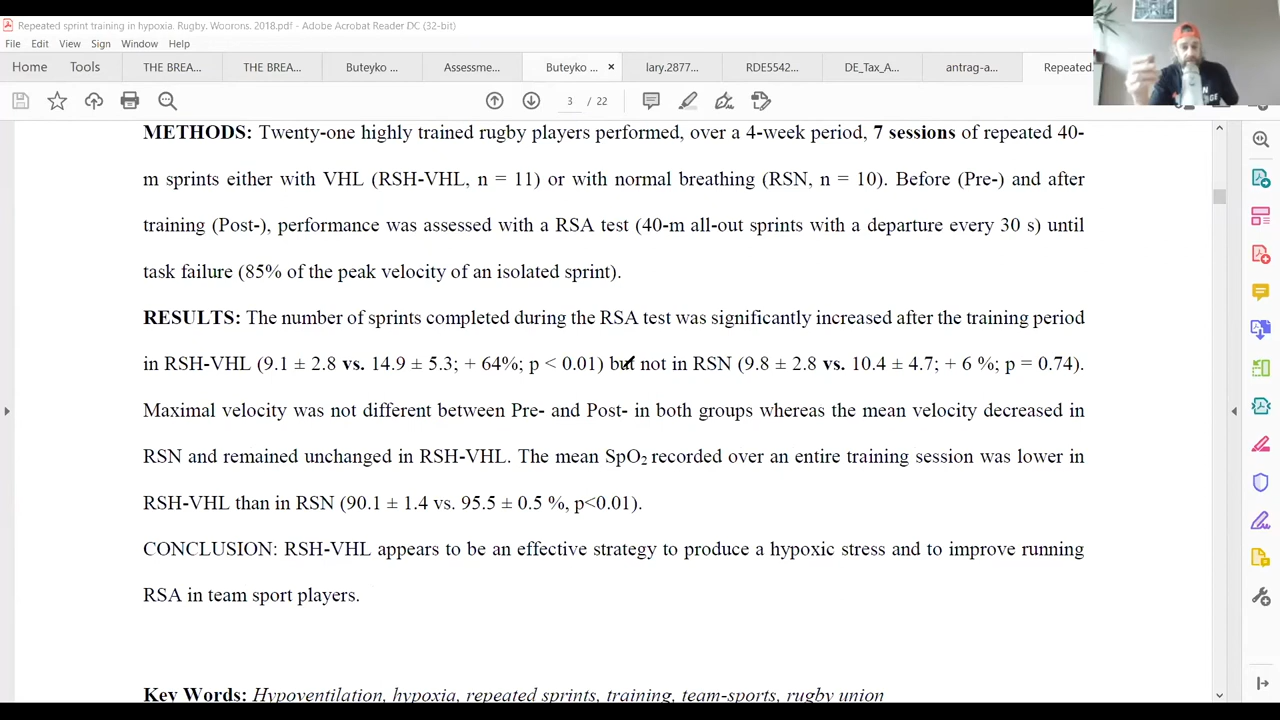 Repeated sprint training in hypoxia. Rugby. Woorons. 2018.pdf - Adobe Acrobat Reader DC (32-bit)
File Edit View Sign Window Help
Home Tools THE BREA... THE BREA... Buteyko ... Assessme... Buteyko ... × lary.2877... RDE5542... DE_Tax_A... antrag-a... Repeated
3 / 22
METHODS: Twenty-one highly trained rugby players performed, over a 4-week period, 7 sessions of repeated 40-
m sprints either with VHL (RSH-VHL, n = 11) or with normal breathing (RSN, n = 10). Before (Pre-) and after
training (Post-), performance was assessed with a RSA test (40-m all-out sprints with a departure every 30 s) until
task failure (85% of the peak velocity of an isolated sprint).
RESULTS: The number of sprints completed during the RSA test was significantly increased after the training period
in RSH-VHL (9.1 ± 2.8 vs. 14.9 ± 5.3; + 64%; p < 0.01) but not in RSN (9.8 ± 2.8 vs. 10.4 ± 4.7; + 6 %; p = 0.74).
Maximal velocity was not different between Pre- and Post- in both groups whereas the mean velocity decreased in
RSN and remained unchanged in RSH-VHL. The mean SpO₂ recorded over an entire training session was lower in
RSH-VHL than in RSN (90.1 ± 1.4 vs. 95.5 ± 0.5 %, p<0.01).
CONCLUSION: RSH-VHL appears to be an effective strategy to produce a hypoxic stress and to improve running
RSA in team sport players.
Key Words: Hypoventilation, hypoxia, repeated sprints, training, team-sports, rugby union